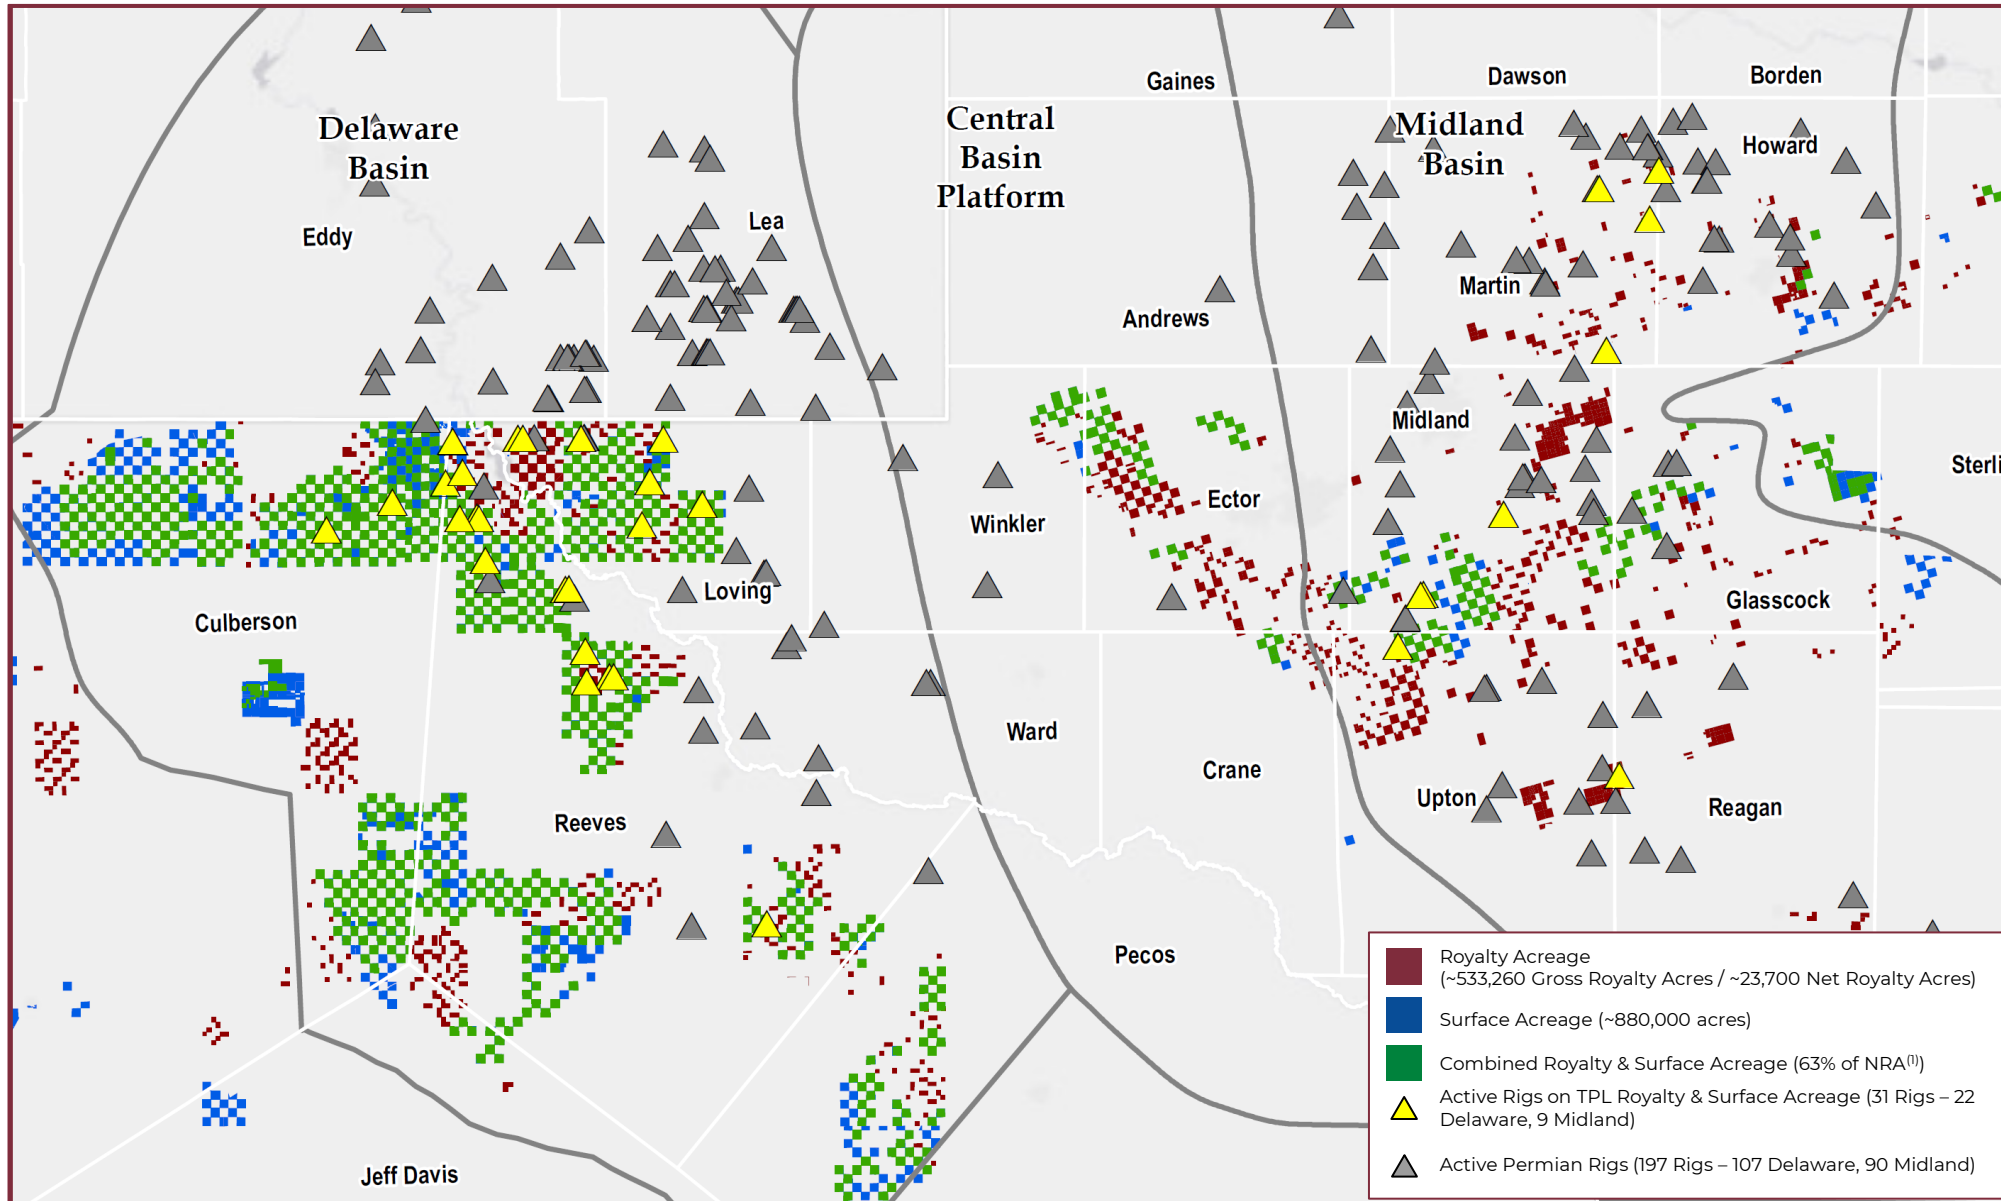 Gaines
Dawson
Borden
Delaware
Basin
Central
Basin
Platform
Midland
Basin
Howard
Eddy
Lea
Andrews
Martin
Midland
Sterli
Winkler
Ector
Loving
Glasscock
Culberson
Ward
Crane
Upton
Reagan
Reeves
Pecos
Jeff Davis
Royalty Acreage
(~533,260 Gross Royalty Acres / ~23,700 Net Royalty Acres)
Surface Acreage (~880,000 acres)
Combined Royalty & Surface Acreage (63% of NRA(1))
Active Rigs on TPL Royalty & Surface Acreage (31 Rigs – 22
Delaware, 9 Midland)
Active Permian Rigs (197 Rigs – 107 Delaware, 90 Midland)